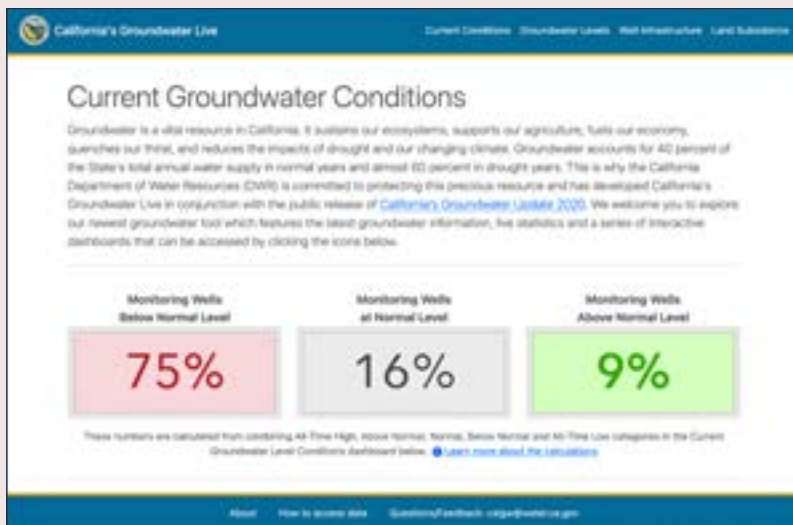 California's Groundwater Live
Current Conditions Groundwater Levels Well Infrastructure Land Subsidence
Current Groundwater Conditions
Groundwater is a vital resource in California. It sustains our ecosystems, supports our agriculture, fuels our economy,
quenches our thirst, and reduces the impacts of drought and our changing climate. Groundwater accounts for 40 percent of
the State's total annual water supply in normal years and almost 60 percent in drought years. This is why the California
Department of Water Resources (DWR) is committed to protecting this precious resource and has developed California's
Groundwater Live in conjunction with the public release of California's Groundwater Update 2020. We welcome you to explore
our newest groundwater tool which features the latest groundwater information, live statistics and a series of interactive
dashboards that can be accessed by clicking the icons below.
Monitoring Wells Monitoring Wells Monitoring Wells
Below Normal Level at Normal Level Above Normal Level
75% 16% 9%
These numbers are calculated from combining All-Time High, Above Normal, Normal, Below Normal and All-Time Low categories in the Current
Groundwater Level Conditions dashboard below. Learn more about the calculations
About How to access data Questions/Feedback: calgw@water.ca.gov